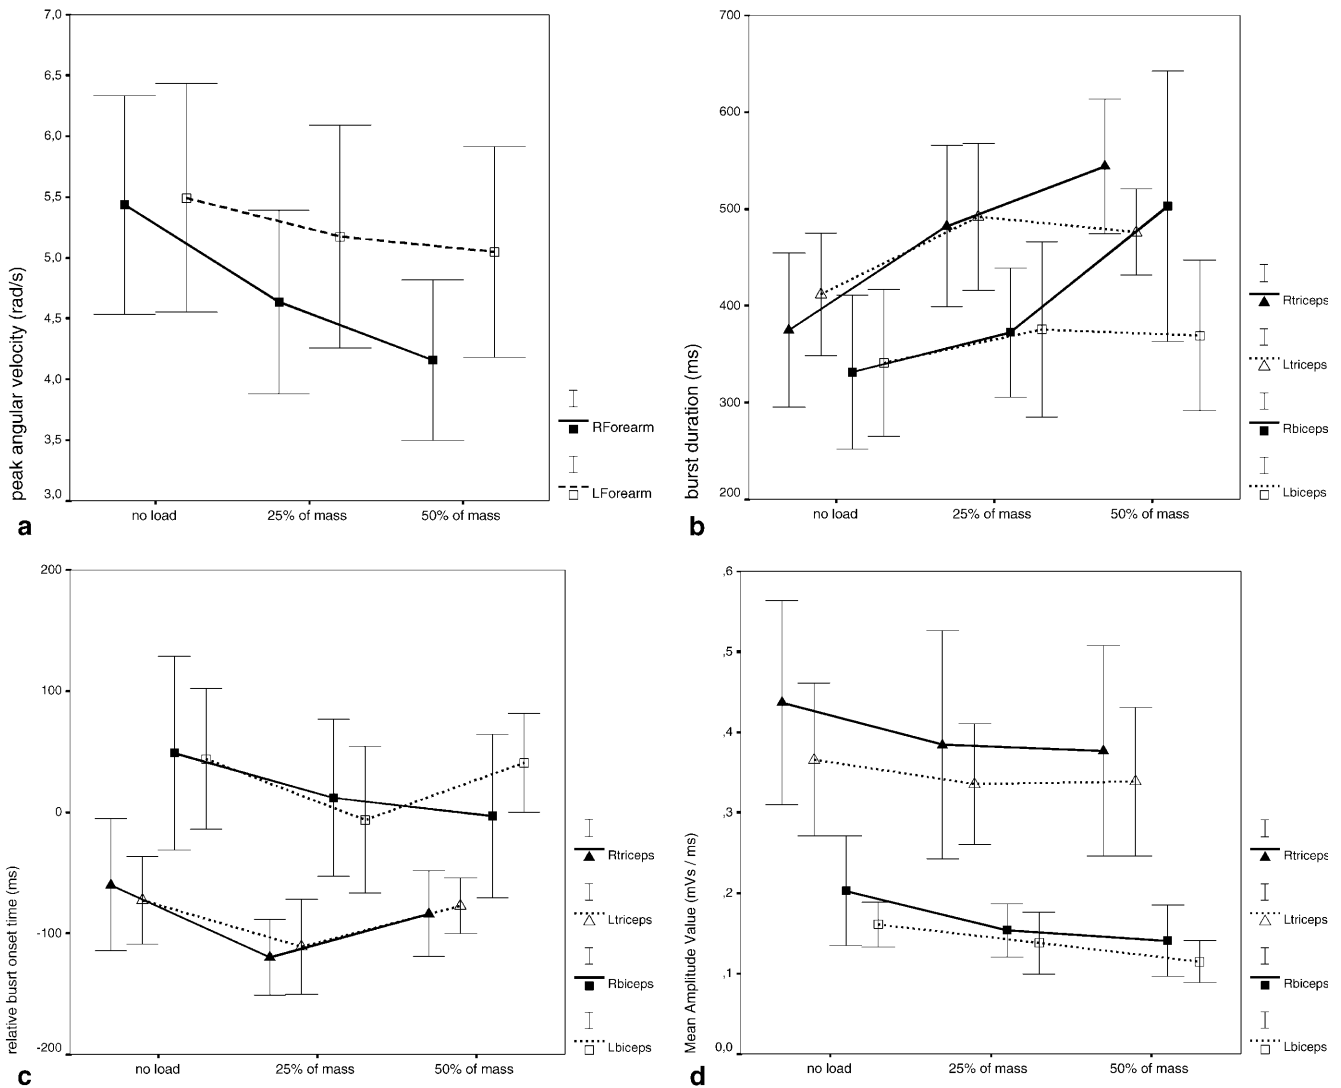 7,0
6,5
6,0
5,5
5,0
4,5
4,0
3,5
3,0
peak angular velocity (rad/s)
no load 25% of mass 50% of mass
RForearm
LForearm
a
700
600
500
400
300
200
burst duration (ms)
no load 25% of mass 50% of mass
Rtriceps
Ltriceps
Rbiceps
Lbiceps
b
200
100
0
-100
-200
relative busrt onset time (ms)
no load 25% of mass 50% of mass
Rtriceps
Ltriceps
Rbiceps
Lbiceps
c
,6
,5
,4
,3
,2
,1
0,0
Mean Amplitude Value (mVs / ms)
no load 25% of mass 50% of mass
Rtriceps
Ltriceps
Rbiceps
Lbiceps
d